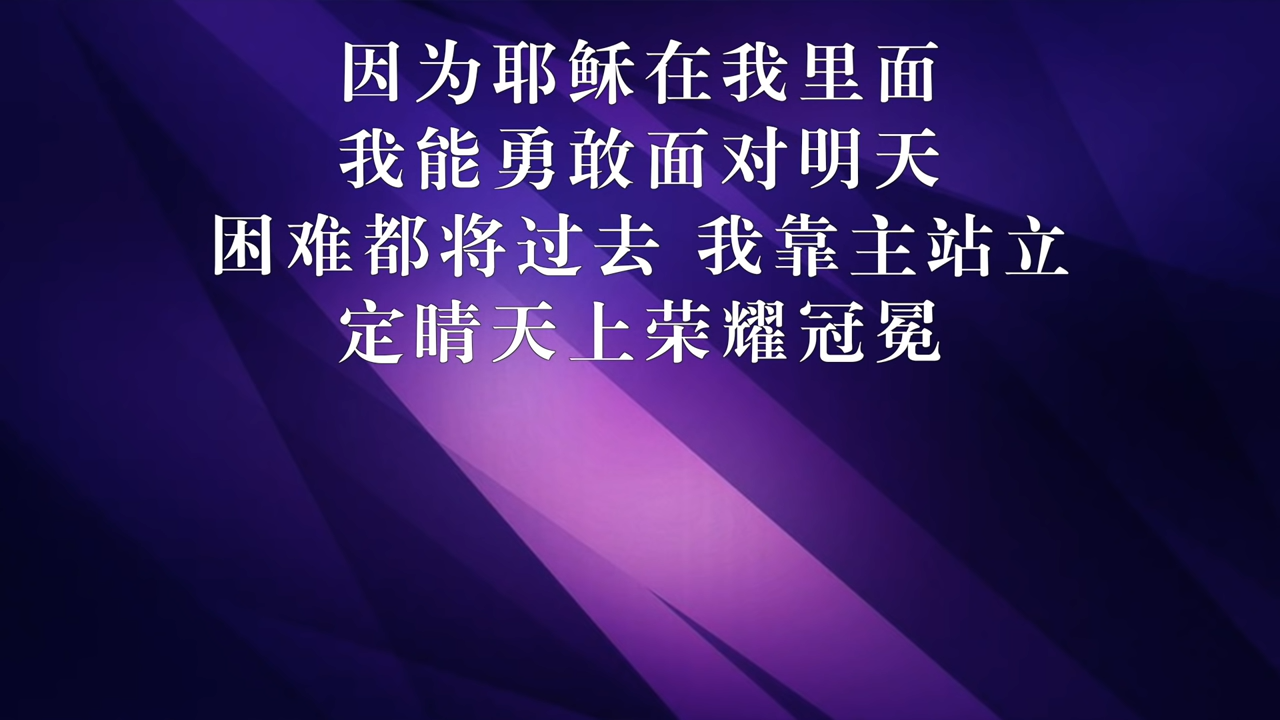 因为耶稣在我里面
我能勇敢面对明天
困难都将过去 我靠主站立
定晴天上荣耀冠冕